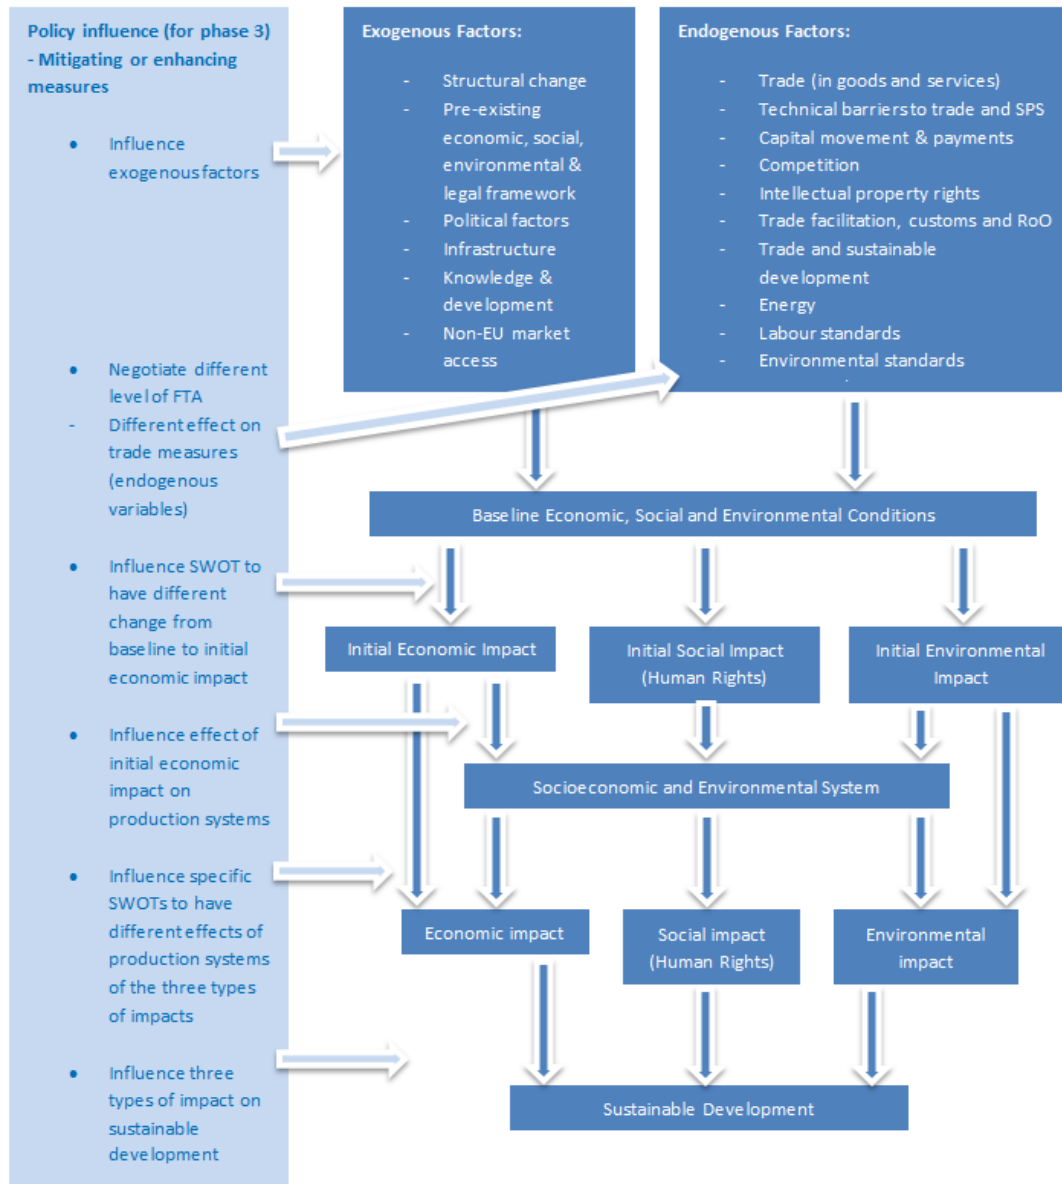 Policy influence (for phase 3)
- Mitigating or enhancing
measures
• Influence
exogenous factors
• Negotiate different
level of FTA
- Different effect on
trade measures
(endogenous
variables)
• Influence SWOT to
have different
change from
baseline to initial
economic impact
• Influence effect of
initial economic
impact on
production systems
• Influence specific
SWOTs to have
different effects of
production systems
of the three types
of impacts
• Influence three
types of impact on
sustainable
development
Exogenous Factors:
- Structural change
- Pre-existing
economic, social,
environmental &
legal framework
- Political factors
- Infrastructure
- Knowledge &
development
- Non-EU market
access
Endogenous Factors:
- Trade (in goods and services)
- Technical barriers to trade and SPS
- Capital movement & payments
- Competition
- Intellectual property rights
- Trade facilitation, customs and RoO
- Trade and sustainable
development
- Energy
- Labour standards
- Environmental standards
.
Baseline Economic, Social and Environmental Conditions
Initial Economic Impact
Initial Social Impact
(Human Rights)
Initial Environmental
Impact
Socioeconomic and Environmental System
Economic impact
Social impact
(Human Rights)
Environmental
impact
Sustainable Development